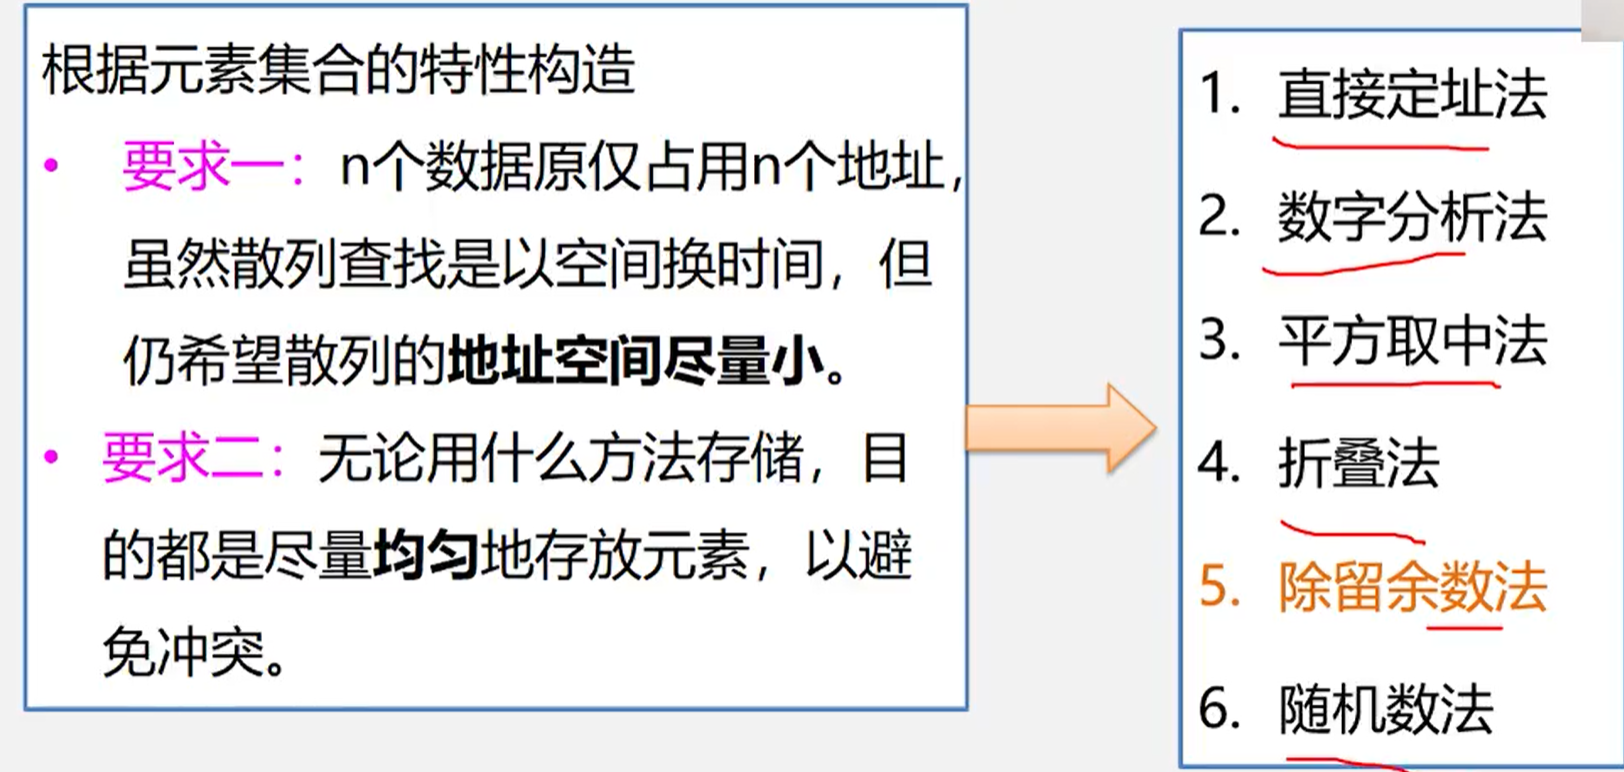 根据元素集合的特性构造
• 要求一：n个数据原仅占用n个地址，
虽然散列查找是以空间换时间，但
仍希望散列的地址空间尽量小。
• 要求二：无论用什么方法存储，目
的都是尽量均匀地存放元素，以避
免冲突。
1. 直接定址法
2. 数字分析法
3. 平方取中法
4. 折叠法
5. 除留余数法
6. 随机数法